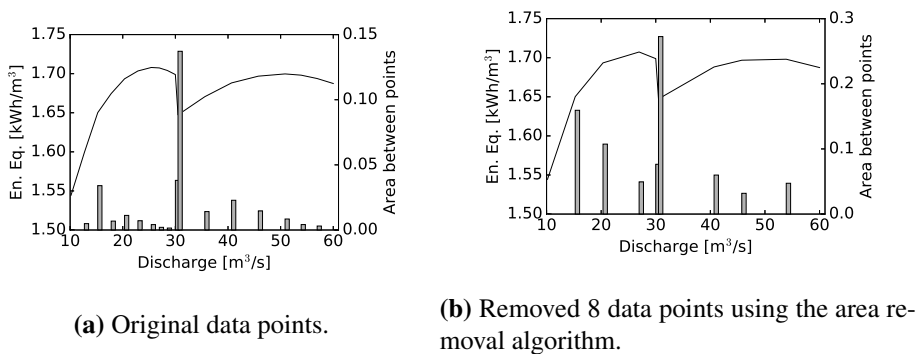 1.75
1.70
1.65
1.60
1.55
1.50
En. Eq. [kWh/m³]
0.15
0.10
0.05
0.00
Area between points
10 20 30 40 50 60
Discharge [m³/s]
(a) Original data points.
1.75
1.70
1.65
1.60
1.55
1.50
En. Eq. [kWh/m³]
0.3
0.2
0.1
0.0
Area between points
10 20 30 40 50 60
Discharge [m³/s]
(b) Removed 8 data points using the area re-
moval algorithm.